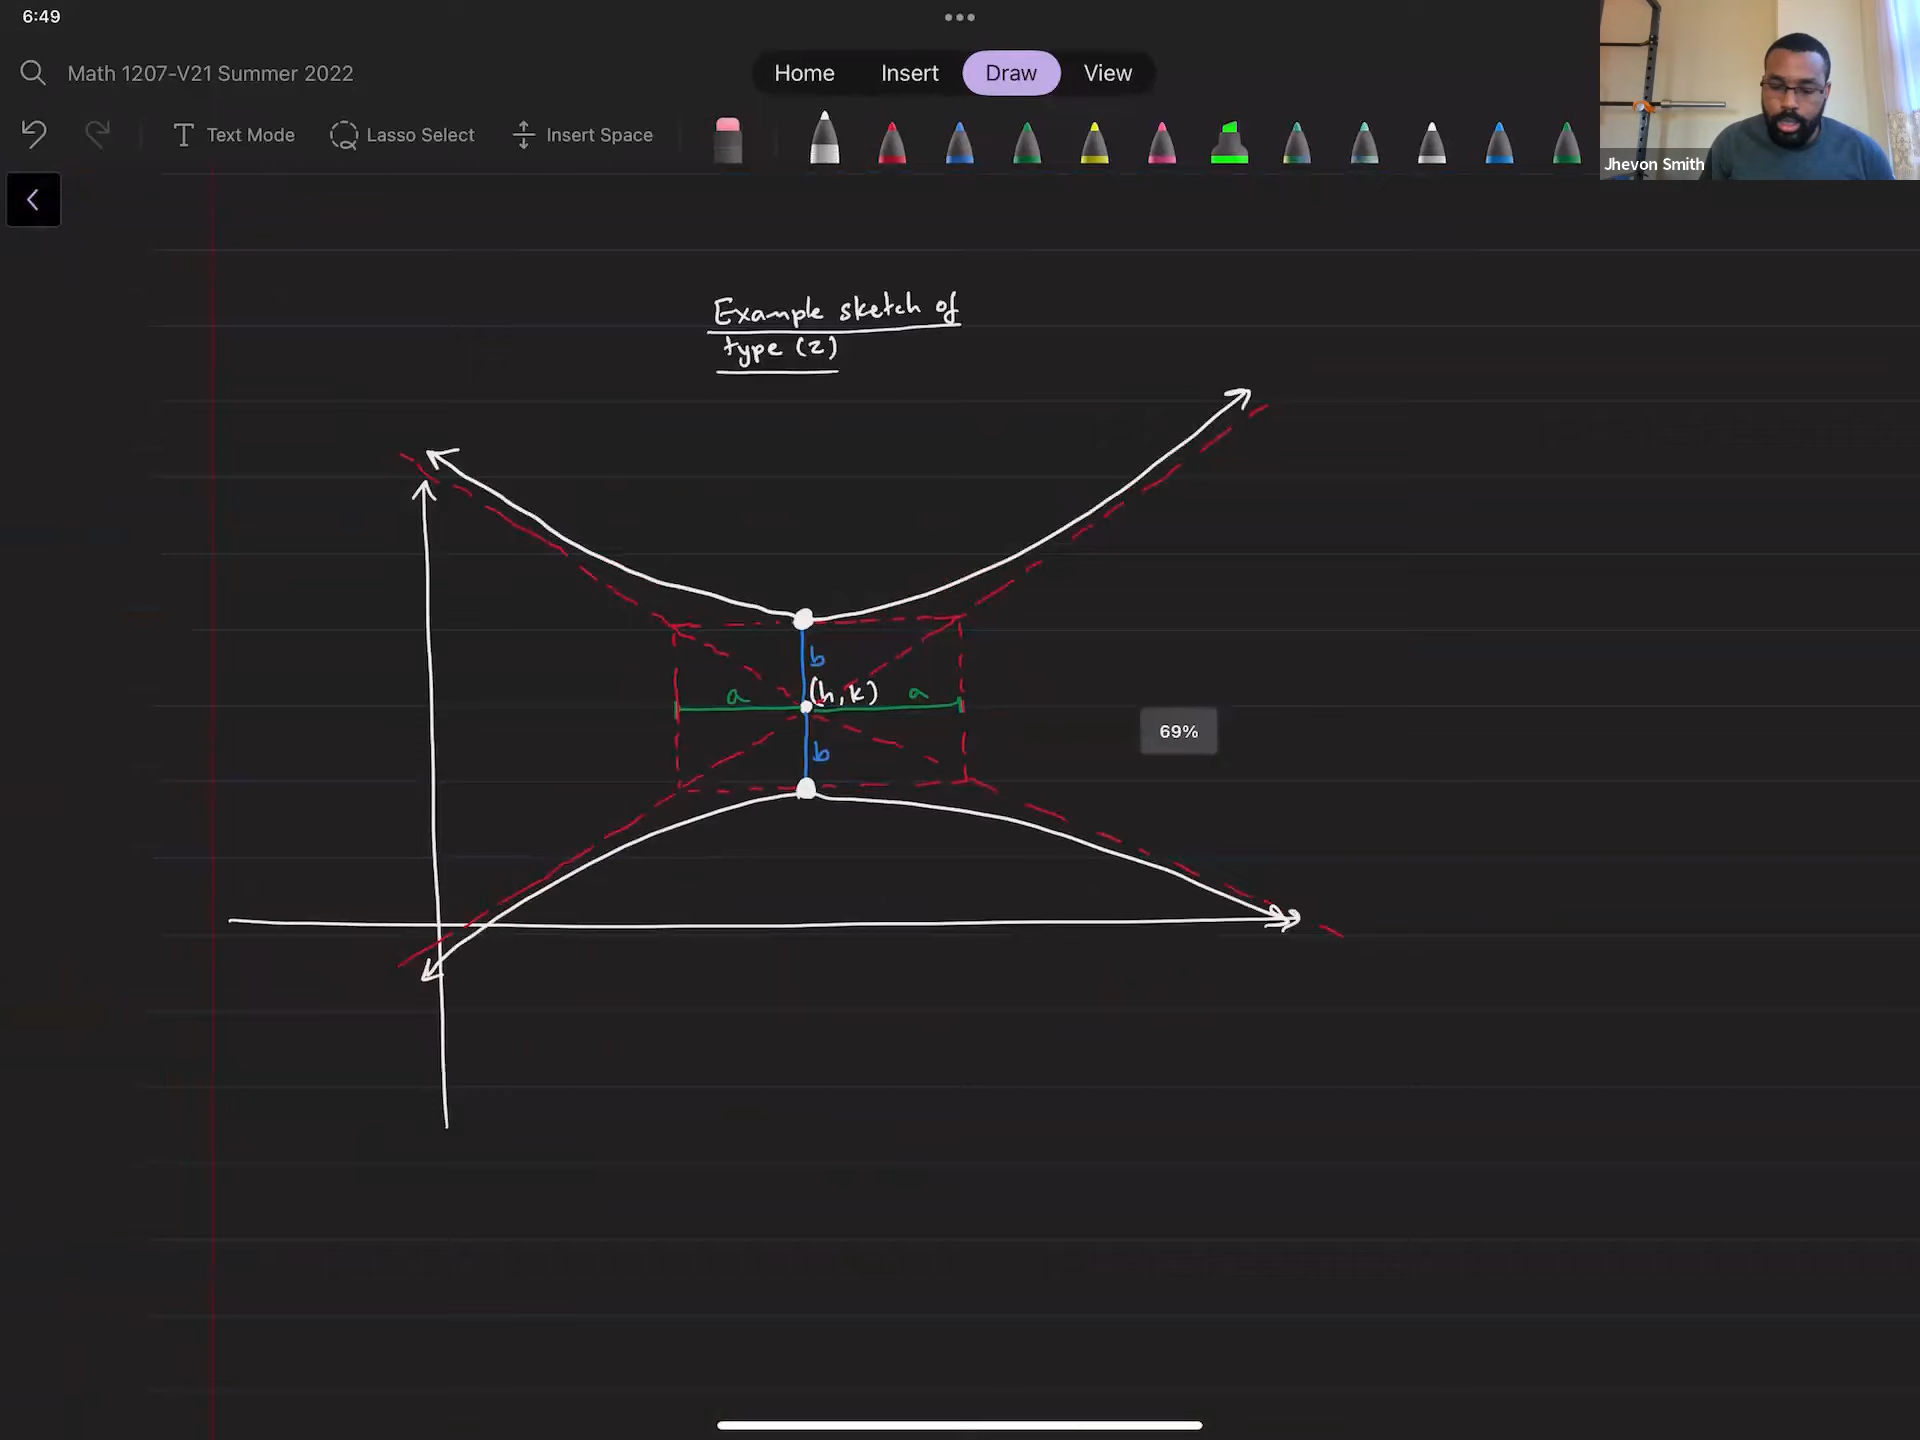 6:49
Math 1207-V21 Summer 2022
Home Insert Draw View
Text Mode Lasso Select Insert Space
Jhevon Smith
Example sketch of
type (2)
b
a (h,k) a
b
69%